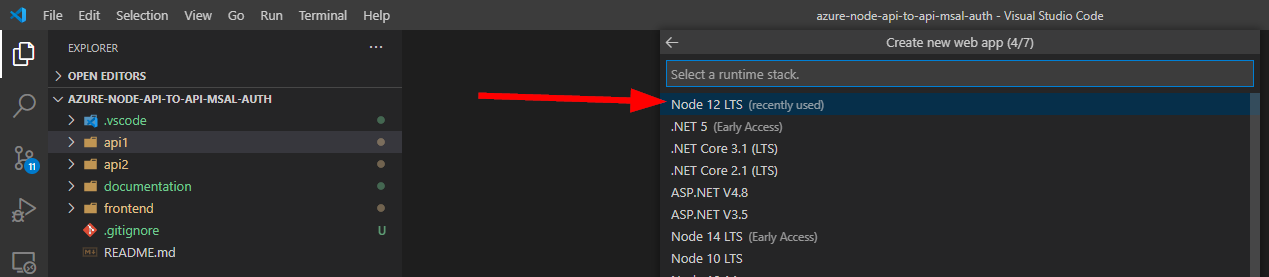 File Edit Selection View Go Run Terminal Help azure-node-api-to-api-msal-auth - Visual Studio Code
EXPLORER ...
OPEN EDITORS
AZURE-NODE-API-TO-API-MSAL-AUTH
.vscode
api1
api2
documentation
frontend
.gitignore U
README.md
11
Create new web app (4/7)
Select a runtime stack.
Node 12 LTS (recently used)
.NET 5 (Early Access)
.NET Core 3.1 (LTS)
.NET Core 2.1 (LTS)
ASP.NET V4.8
ASP.NET V3.5
Node 14 LTS (Early Access)
Node 10 LTS